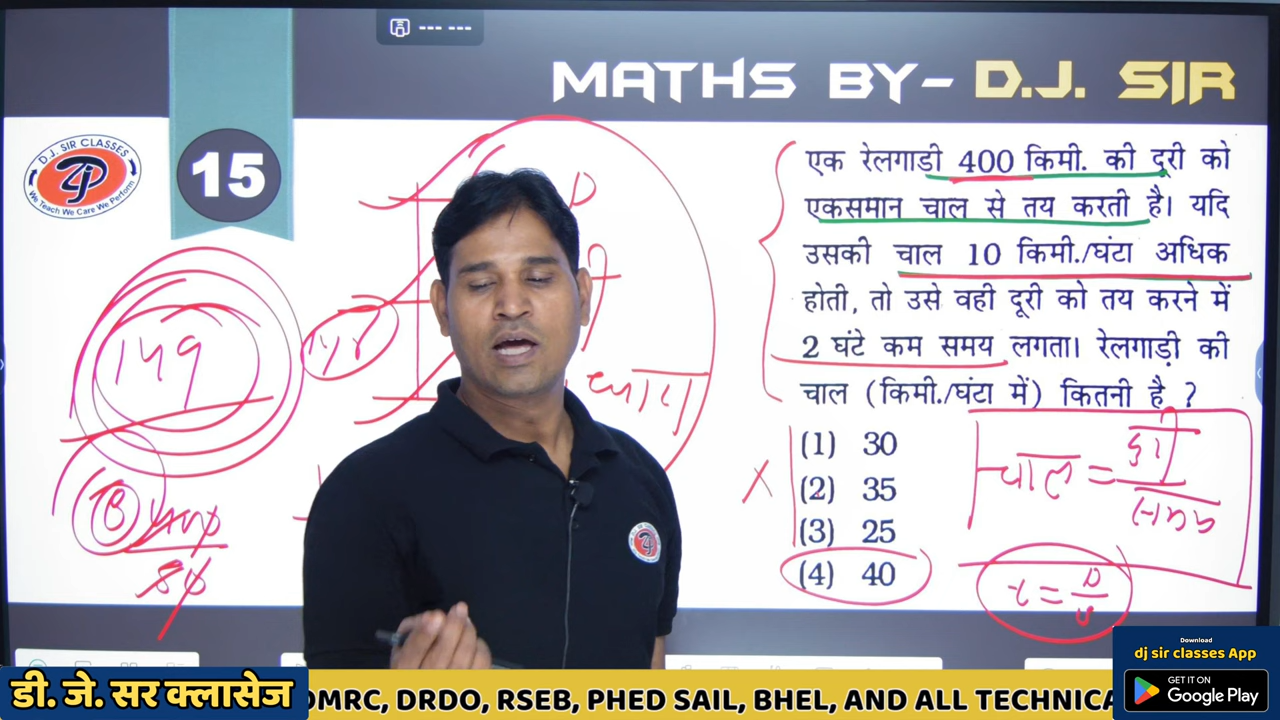 MATHS BY- D.J. SIR
D.J. SIR CLASSES
We Teach We Care We Perform
15
एक रेलगाडी 400 किमी. की दूरी को
एकसमान चाल से तय करती है। यदि
उसकी चाल 10 किमी./घंटा अधिक
होती, तो उसे वही दूरी को तय करने में
2 घंटे कम समय लगता। रेलगाड़ी की
चाल (किमी./घंटा में) कितनी है ?
(1) 30
(2) 35
(3) 25
(4) 40
चाल =
t = D
D
डी. जे. सर क्लासेज
DMRC, DRDO, RSEB, PHED SAIL, BHEL, AND ALL TECHNICA
Download
dj sir classes App
GET IT ON
Google Play